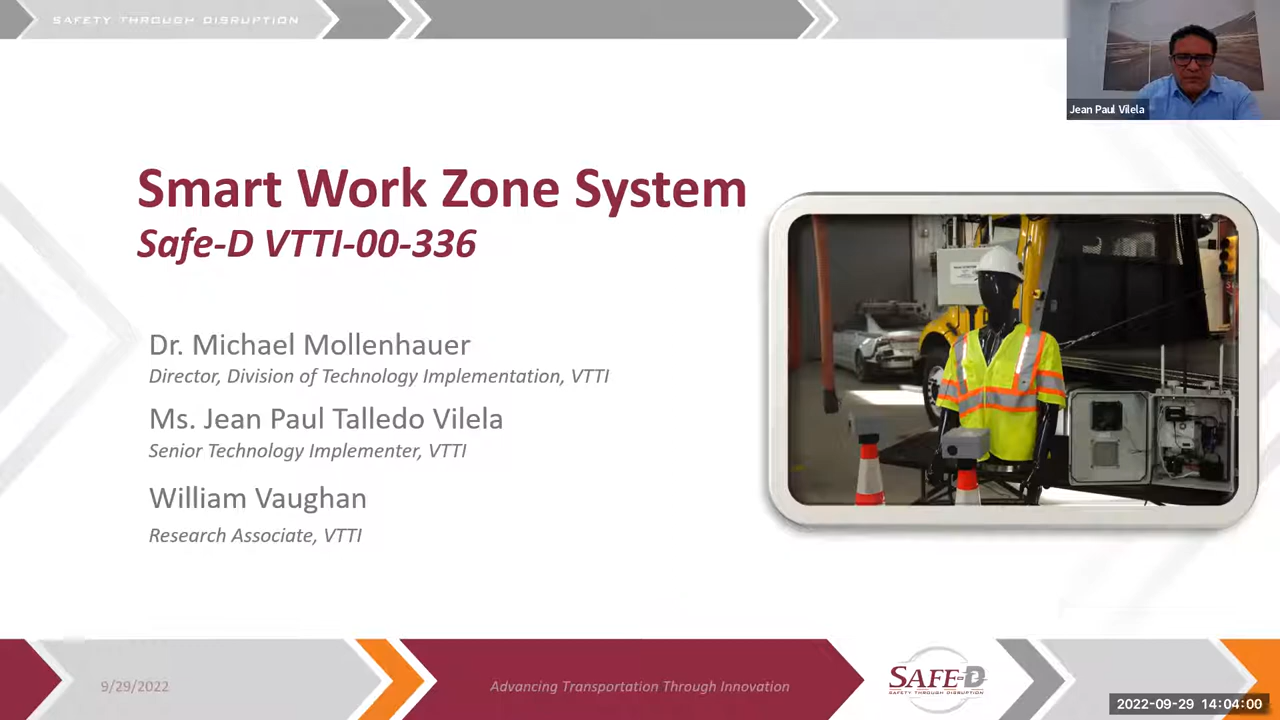 SAFETY THROUGH DISRUPTION
Jean Paul Vilela
Smart Work Zone System
Safe-D VTTI-00-336
Dr. Michael Mollenhauer
Director, Division of Technology Implementation, VTTI
Ms. Jean Paul Talledo Vilela
Senior Technology Implementer, VTTI
William Vaughan
Research Associate, VTTI
9/29/2022
Advancing Transportation Through Innovation
SAFE-D
SAFETY THROUGH DISRUPTION
2022-09-29 14:04:00